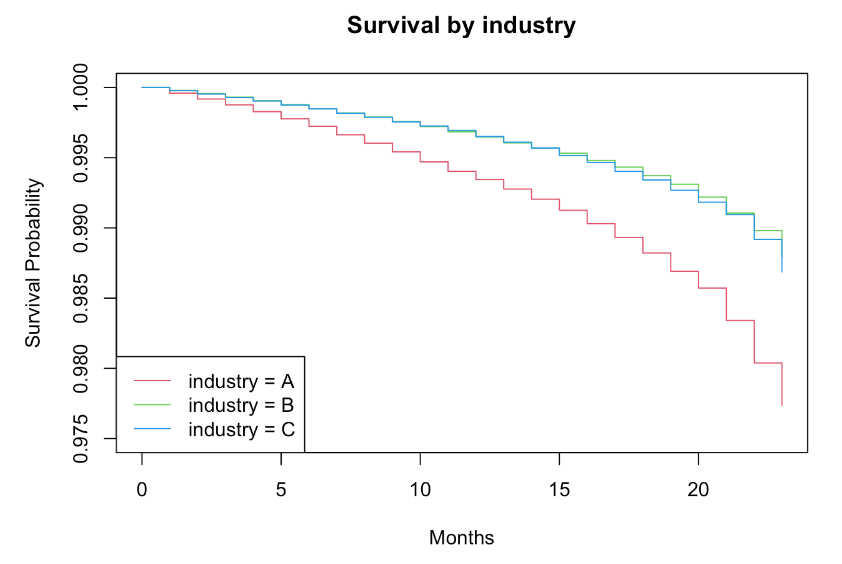 Survival by industry
Survival Probability
1.000
0.995
0.990
0.985
0.980
0.975
industry = A
industry = B
industry = C
0 5 10 15 20
Months